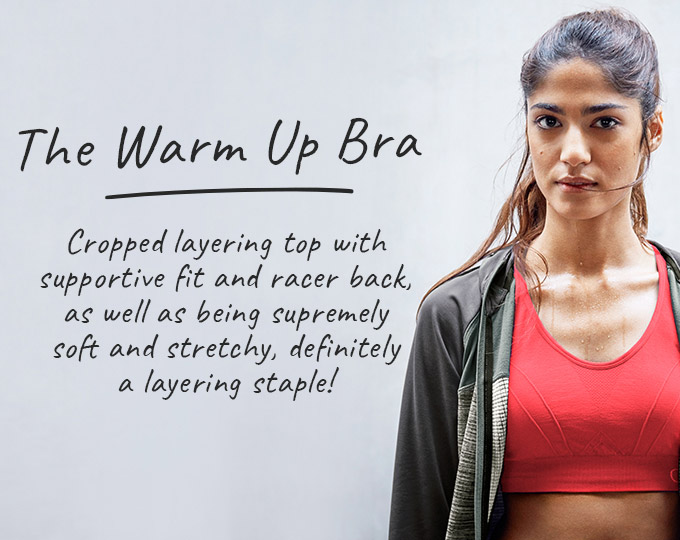 The Warm Up Bra
Cropped layering top with
supportive fit and racer back,
as well as being supremely
soft and stretchy, definitely
a layering staple!